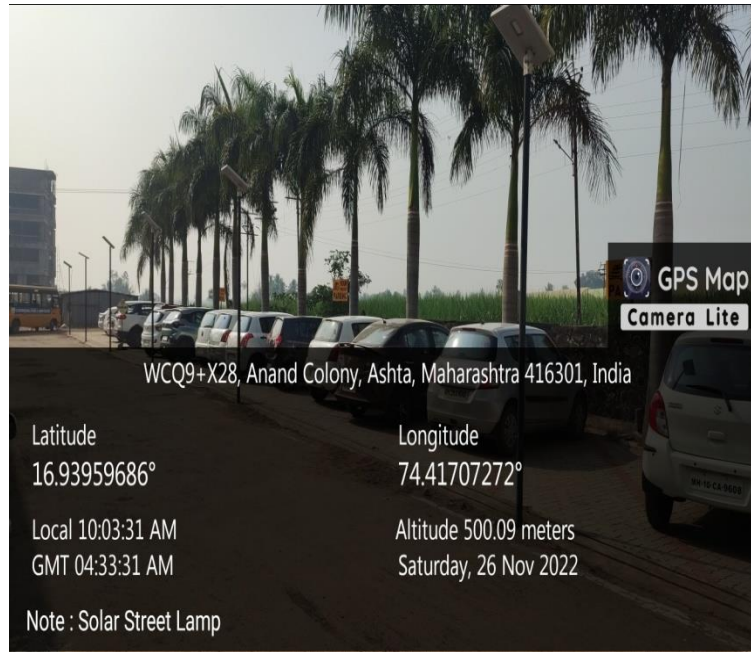 GPS Map
Camera Lite
WCQ9+X28, Anand Colony, Ashta, Maharashtra 416301, India
Latitude
16.93959686°
Longitude
74.41707272°
Local 10:03:31 AM
GMT 04:33:31 AM
Altitude 500.09 meters
Saturday, 26 Nov 2022
Note : Solar Street Lamp